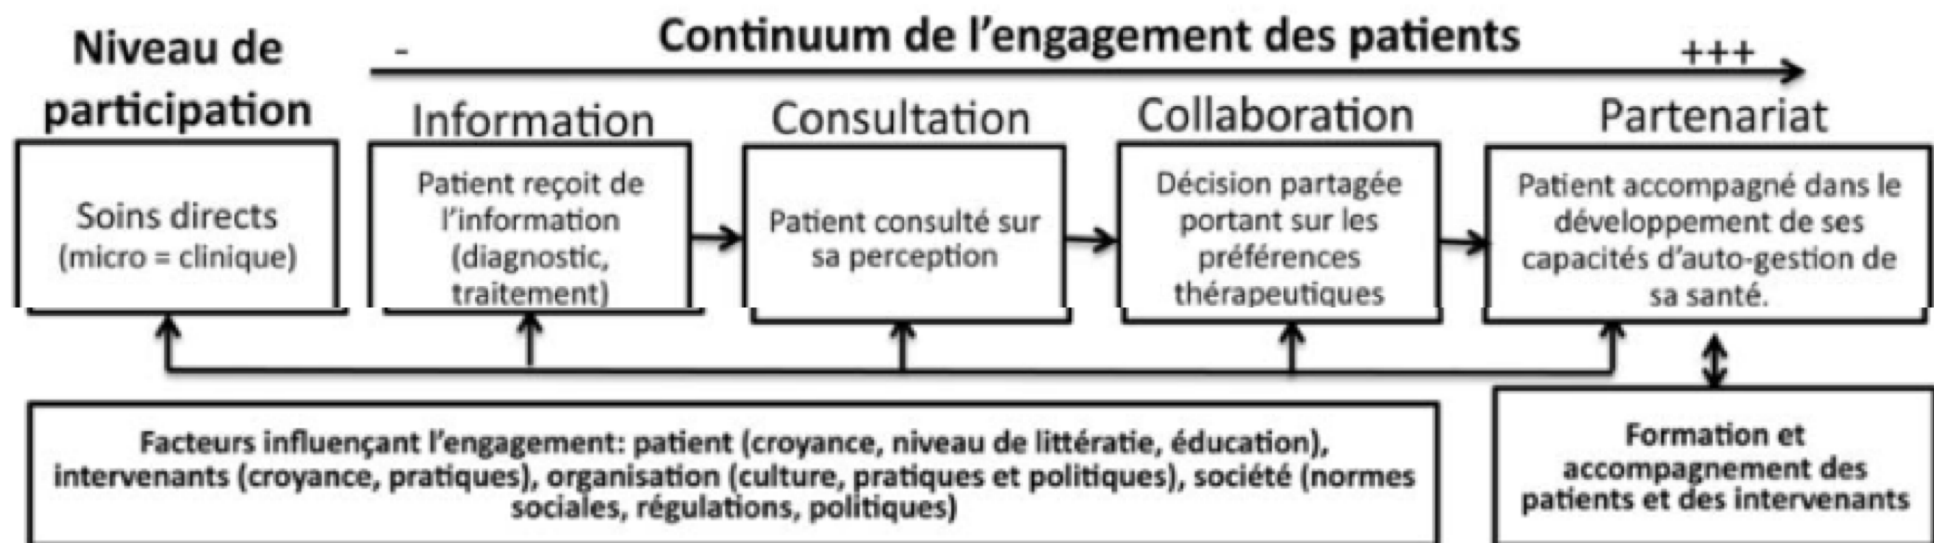 Niveau de
participation
-
Continuum de l’engagement des patients
+++
Information
Consultation
Collaboration
Partenariat
Soins directs
(micro = clinique)
Patient reçoit de
l’information
(diagnostic,
traitement)
Patient consulté sur
sa perception
Décision partagée
portant sur les
préférences
thérapeutiques
Patient accompagné dans le
développement de ses
capacités d’auto-gestion de
sa santé.
Facteurs influençant l’engagement: patient (croyance, niveau de littératie, éducation),
intervenants (croyance, pratiques), organisation (culture, pratiques et politiques), société (normes
sociales, régulations, politiques)
Formation et
accompagnement des
patients et des intervenants